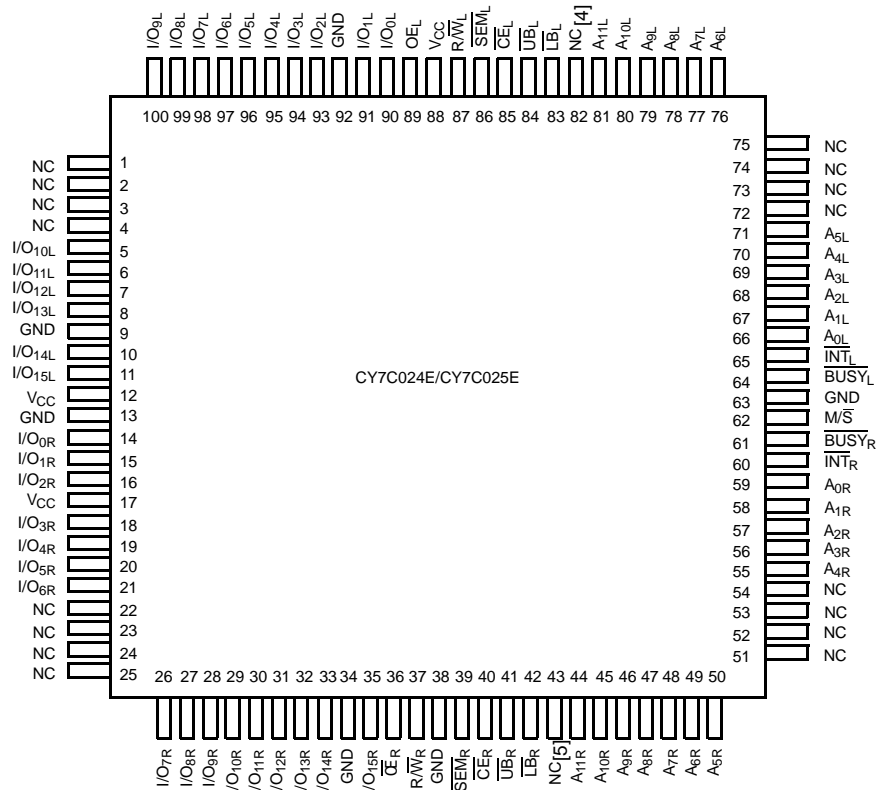 I/O9L I/O8L I/O7L I/O6L I/O5L I/O4L I/O3L I/O2L GND I/O1L I/O0L OEL VCC R/WL SEML CEL UBL LBL NC[4] A11L A10L A9L A8L A7L A6L
100 99 98 97 96 95 94 93 92 91 90 89 88 87 86 85 84 83 82 81 80 79 78 77 76
NC 1
NC 2
NC 3
NC 4
I/O10L 5
I/O11L 6
I/O12L 7
I/O13L 8
GND 9
I/O14L 10
I/O15L 11
VCC 12
GND 13
I/O0R 14
I/O1R 15
I/O2R 16
VCC 17
I/O3R 18
I/O4R 19
I/O5R 20
I/O6R 21
NC 22
NC 23
NC 24
NC 25
CY7C024E/CY7C025E
75 NC
74 NC
73 NC
72 NC
71 A5L
70 A4L
69 A3L
68 A2L
67 A1L
66 A0L
65 INTL
64 BUSYL
63 GND
62 M/S
61 BUSYR
60 INTR
59 A0R
58 A1R
57 A2R
56 A3R
55 A4R
54 NC
53 NC
52 NC
51 NC
26 27 28 29 30 31 32 33 34 35 36 37 38 39 40 41 42 43 44 45 46 47 48 49 50
I/O7R I/O8R I/O9R /O10R /O11R /O12R /O13R /O14R GND /O15R OER R/WR GND SEMR CER UBR LBR NC[5] A11R A10R A9R A8R A7R A6R A5R